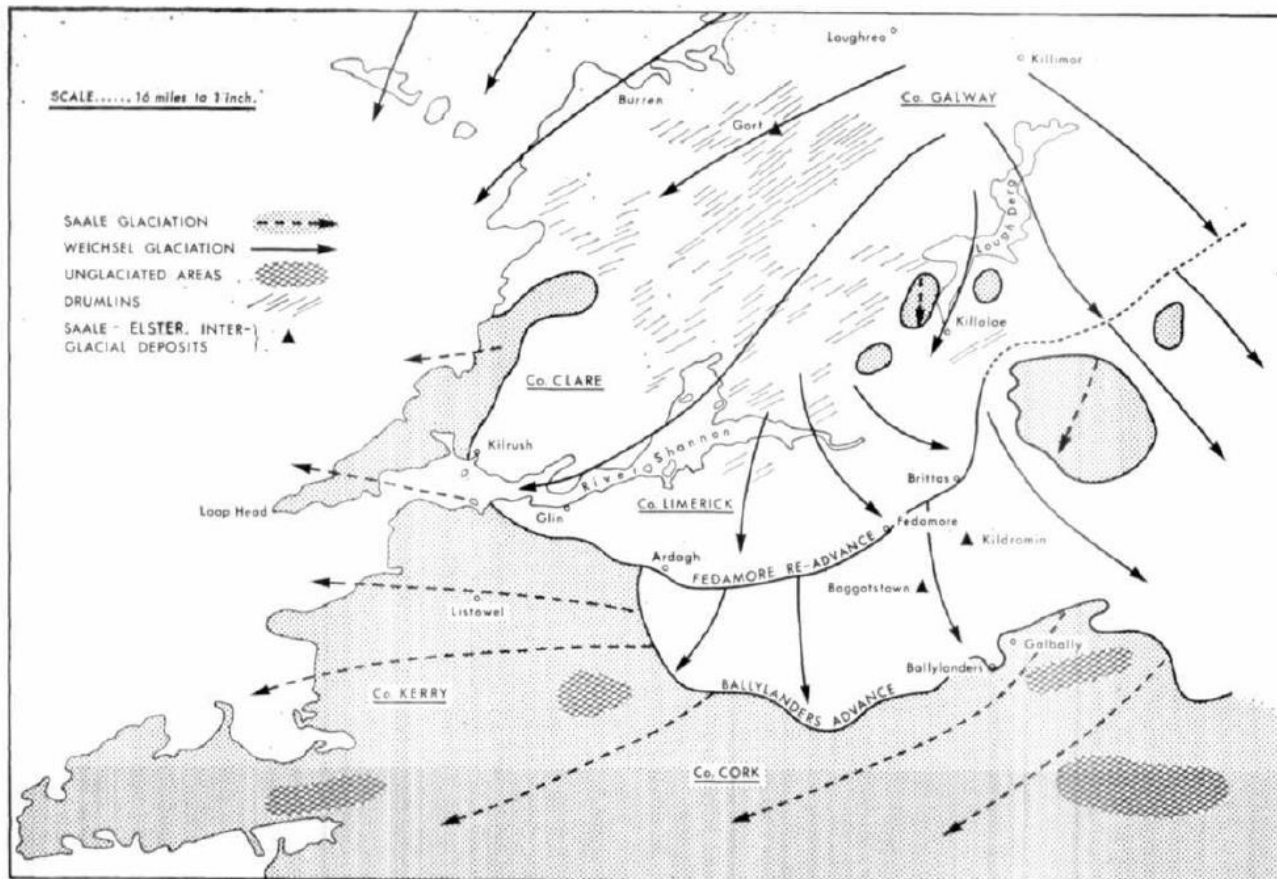 Loughrea
Killimor
SCALE...... 16 miles to 1 inch.
Burren
Co. GALWAY
Gort
Lough Derg
SAALE GLACIATION
WEICHSEL GLACIATION
UNGLACIATED AREAS
DRUMLINS
SAALE - ELSTER, INTER-
GLACIAL DEPOSITS
Killalae
Co. CLARE
Kilrush
River Shannon
Brittas
Loop Head
Glin
Co. LIMERICK
Fedamore
Kildromin
Ardagh
FEDAMORE RE-ADVANCE
Baggotstown
Listowel
Galbally
Ballylanders
Co. KERRY
BALLYLANDERS ADVANCE
Co. CORK